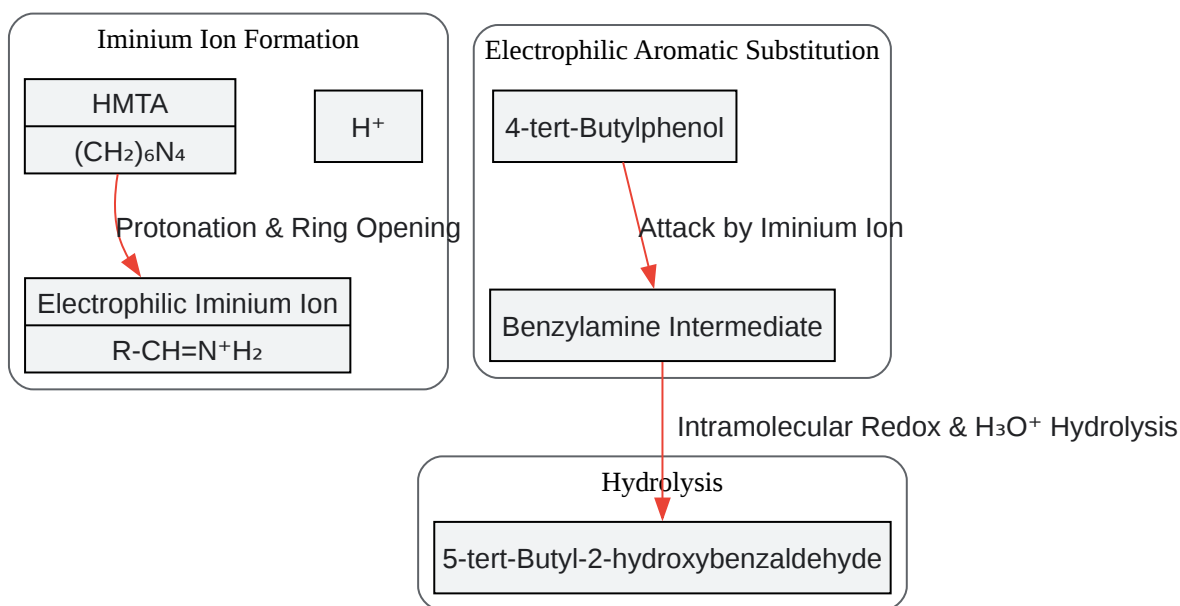 Iminium Ion Formation
HMTA
(CH₂)₆N₄
H⁺
Protonation & Ring Opening
Electrophilic Iminium Ion
R-CH=N⁺H₂
Electrophilic Aromatic Substitution
4-tert-Butylphenol
Attack by Iminium Ion
Benzylamine Intermediate
Intramolecular Redox & H₃O⁺ Hydrolysis
Hydrolysis
5-tert-Butyl-2-hydroxybenzaldehyde